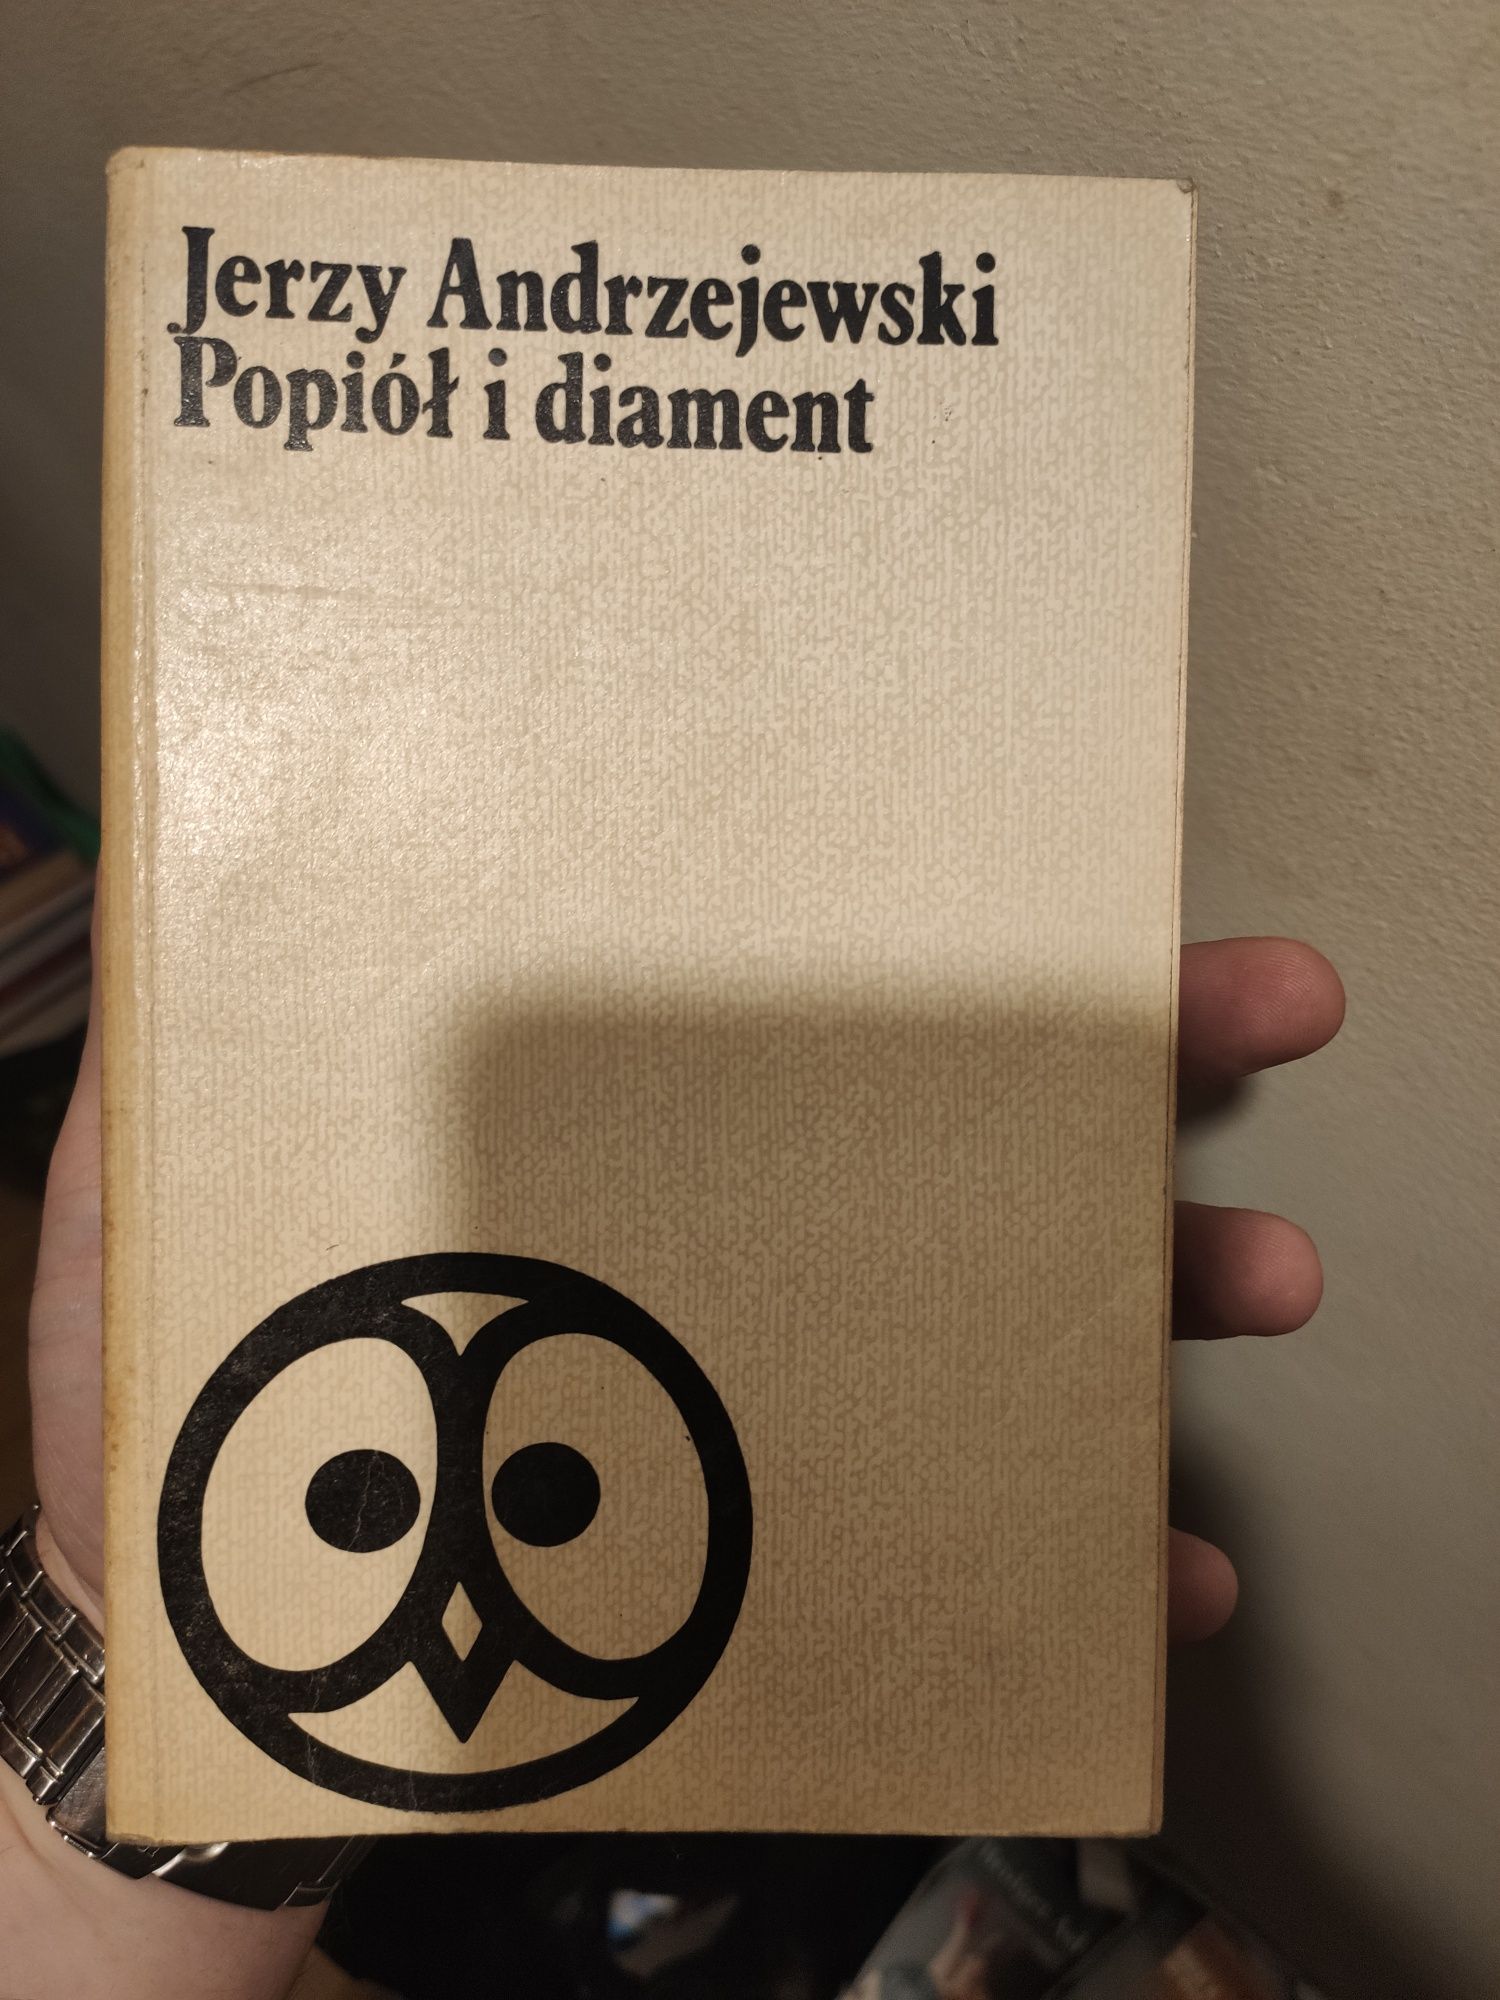 Jerzy Andrzejewski
Popiół i diament